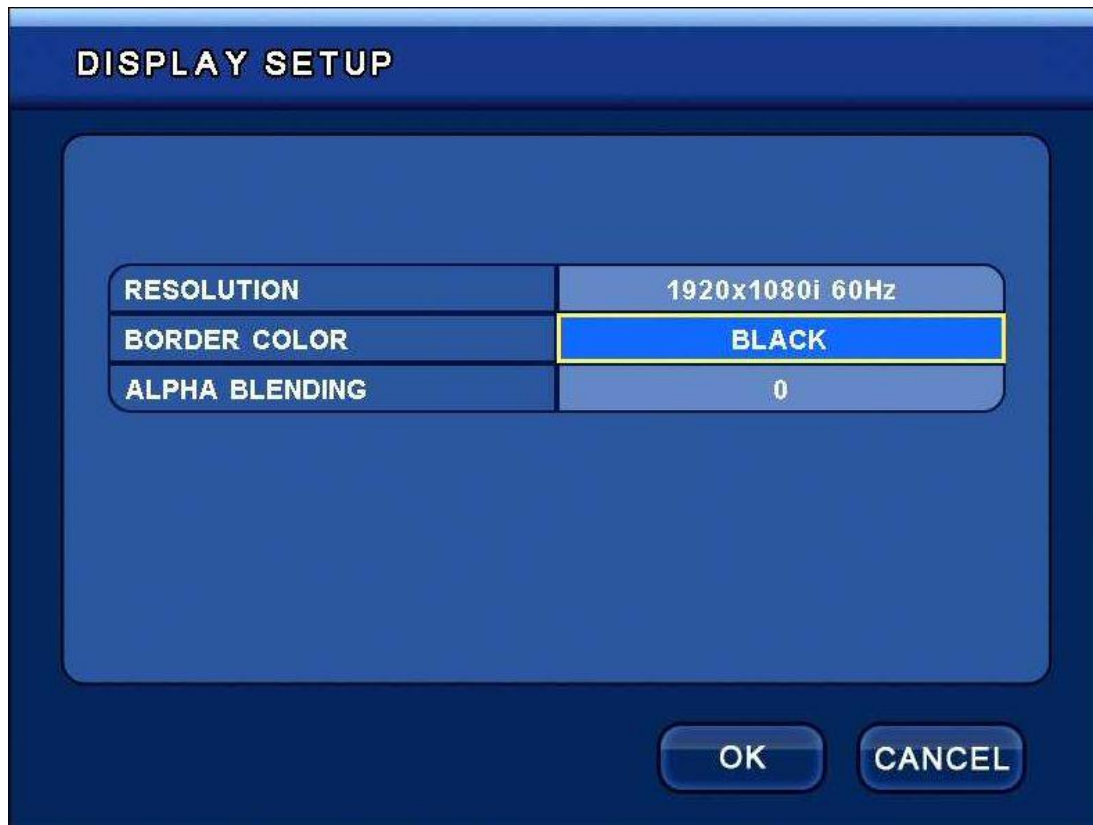 DISPLAY SETUP
RESOLUTION 1920x1080i 60Hz
BORDER COLOR BLACK
ALPHA BLENDING 0
OK CANCEL